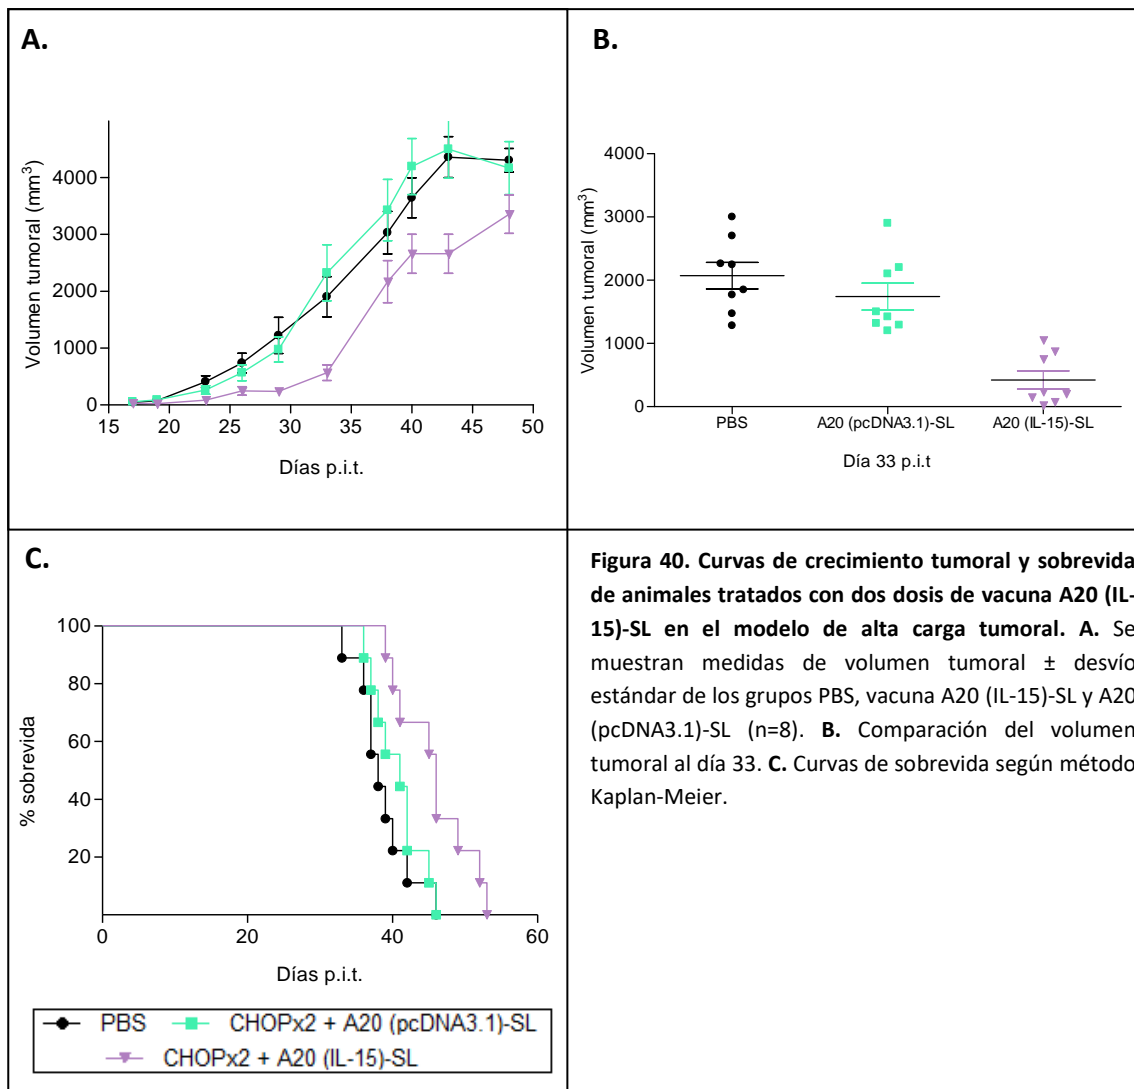 A.
Volumen tumoral (mm3)
4000
3000
2000
1000
0
15 20 25 30 35 40 45 50
Días p.i.t.
B.
Volumen tumoral (mm3)
4000
3000
2000
1000
0
PBS A20 (pcDNA3.1)-SL A20 (IL-15)-SL
Día 33 p.i.t
C.
% sobrevida
100
80
60
40
20
0 20 40 60
Días p.i.t.
PBS CHOPx2 + A20 (pcDNA3.1)-SL
CHOPx2 + A20 (IL-15)-SL
Figura 40. Curvas de crecimiento tumoral y sobrevida
de animales tratados con dos dosis de vacuna A20 (IL-
15)-SL en el modelo de alta carga tumoral. A. Se
muestran medidas de volumen tumoral ± desvío
estándar de los grupos PBS, vacuna A20 (IL-15)-SL y A20
(pcDNA3.1)-SL (n=8). B. Comparación del volumen
tumoral al día 33. C. Curvas de sobrevida según método
Kaplan-Meier.